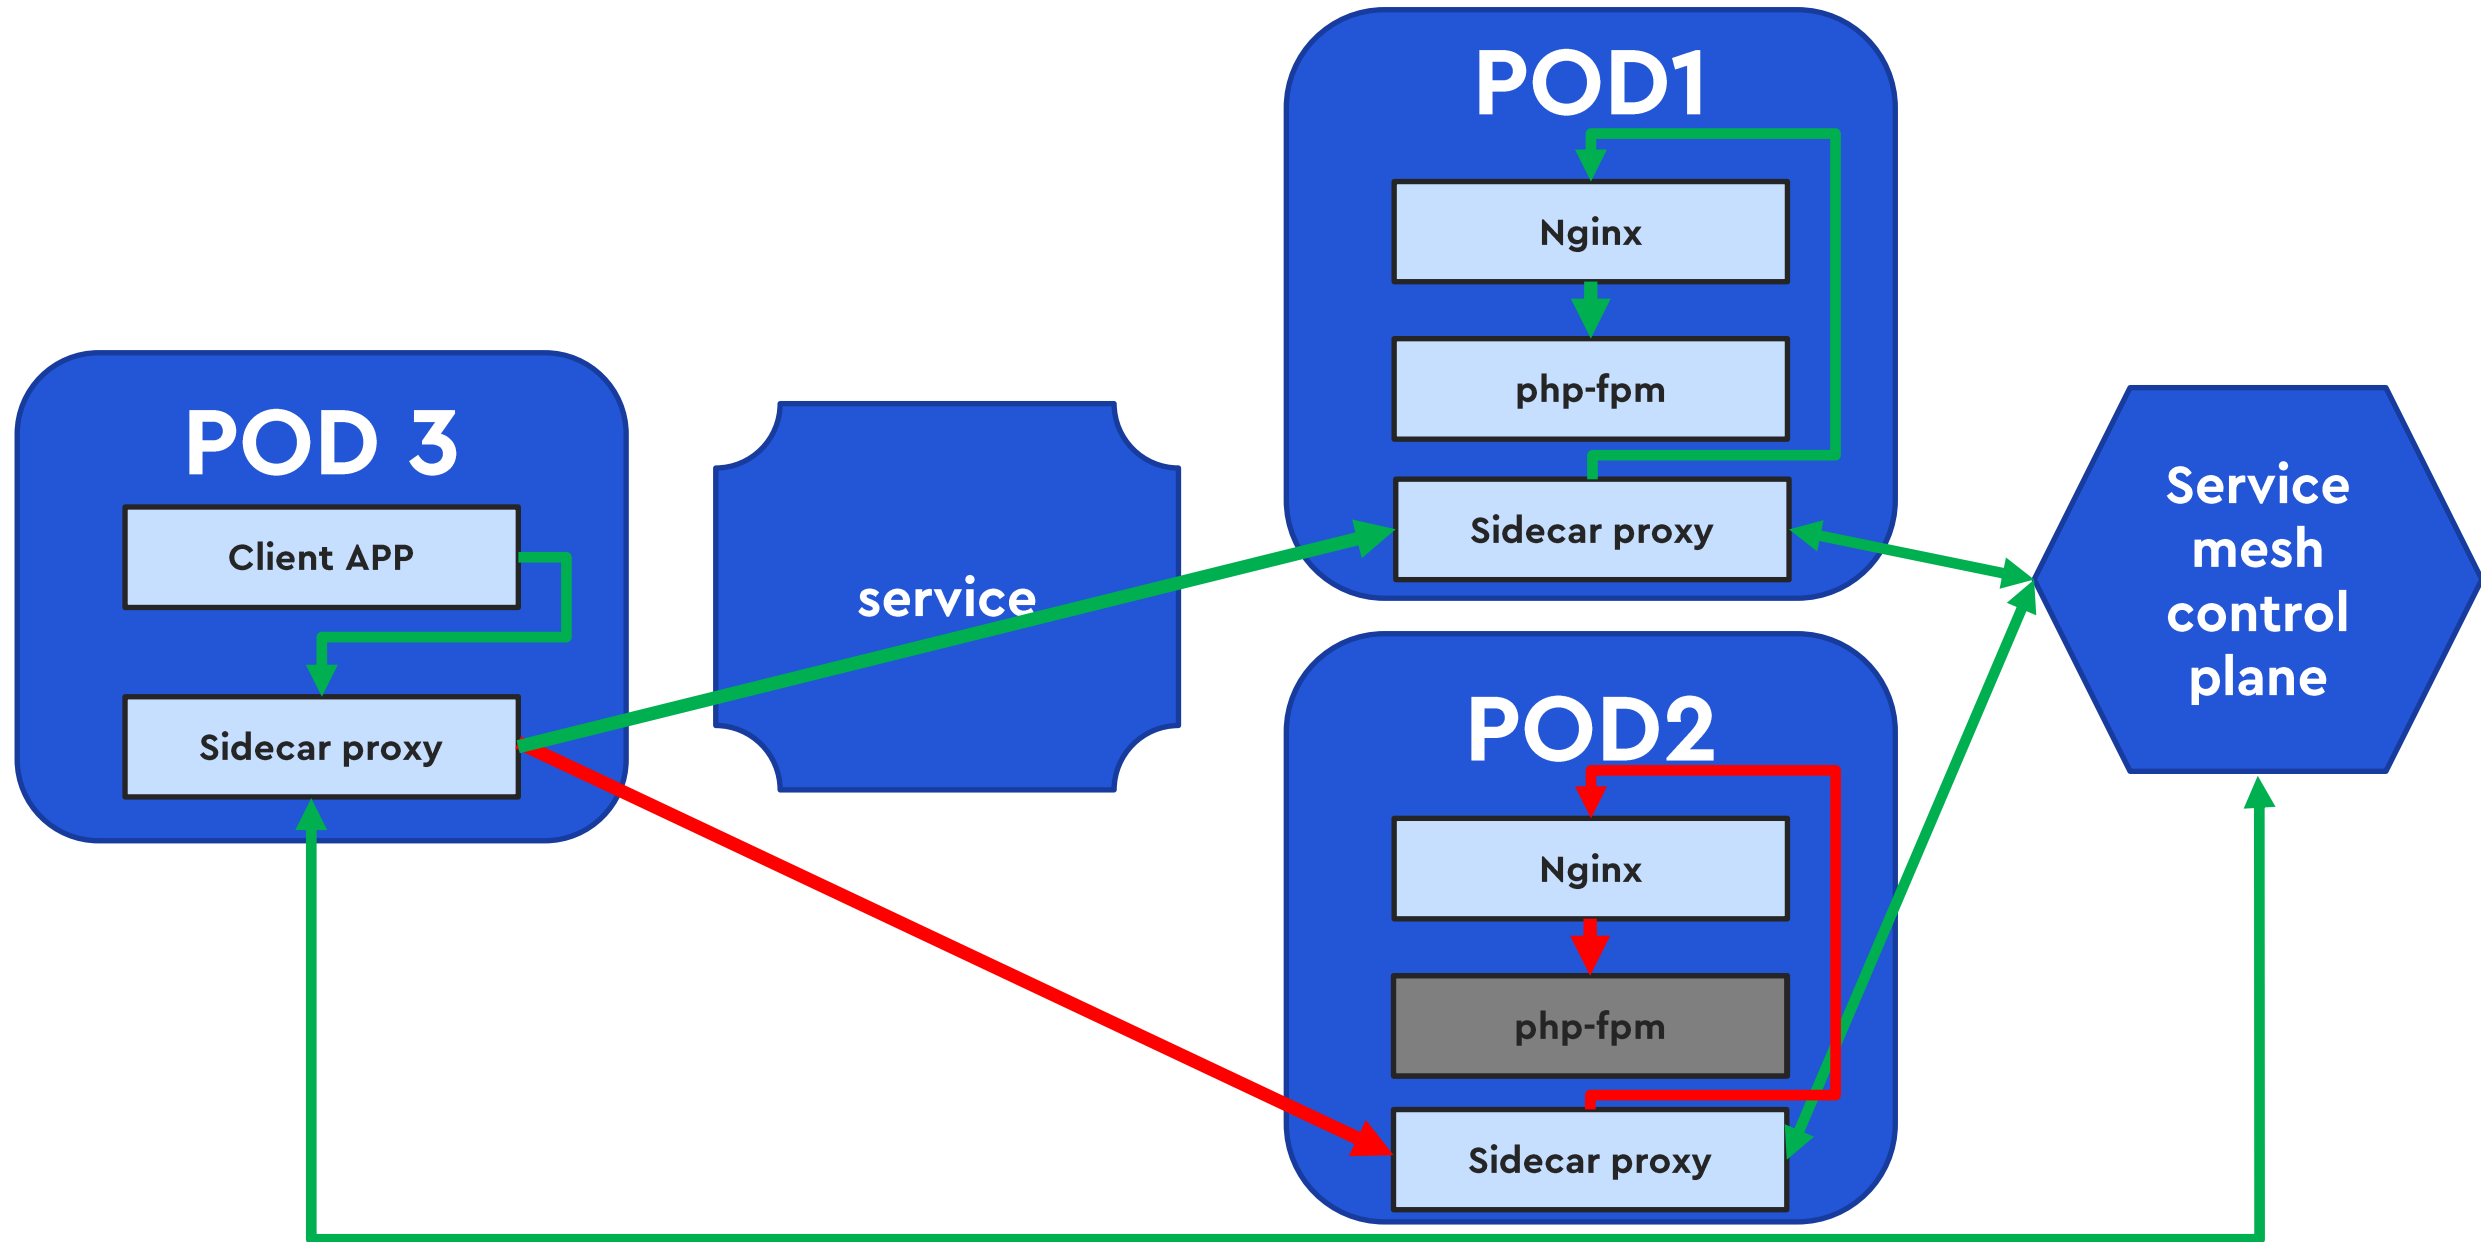 POD1
Nginx
php-fpm
Sidecar proxy
POD 3
Client APP
Sidecar proxy
service
Service
mesh
control
plane
POD2
Nginx
php-fpm
Sidecar proxy